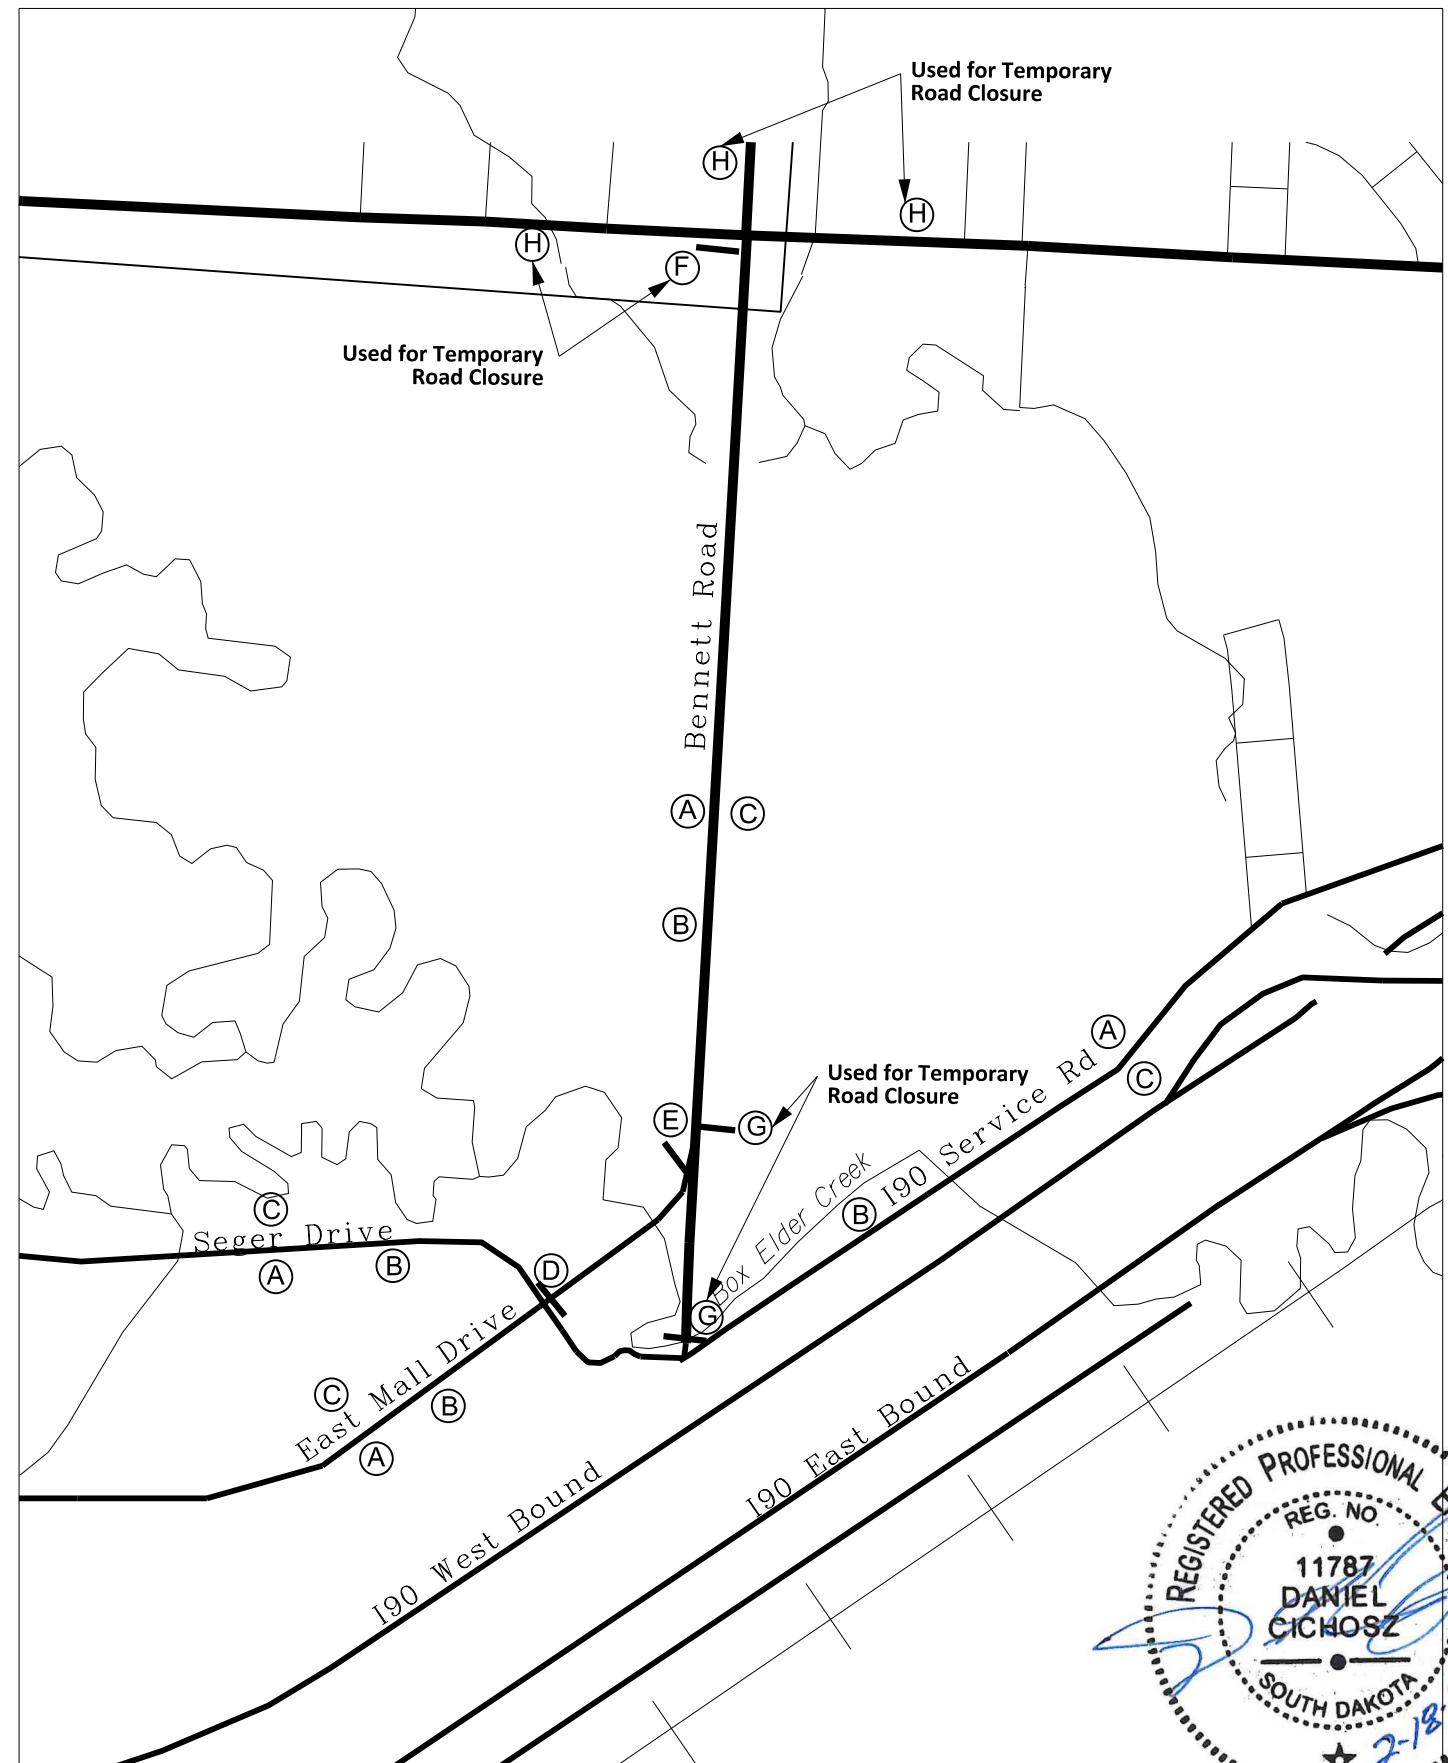 Used for Temporary
Road Closure
H
H
H
F
Used for Temporary
Road Closure
Bennett Road
A
C
B
A
Used for Temporary
Road Closure
C
E
G
I90 Service Rd
Box Elder Creek
B
C
Seger Drive
A
B
D
G
East Mall Drive
C
B
A
I90 East Bound
I90 West Bound
REGISTERED PROFESSIONAL
REG. NO.
11787
DANIEL
CICHOSZ
SOUTH DAKOTA
2-18-